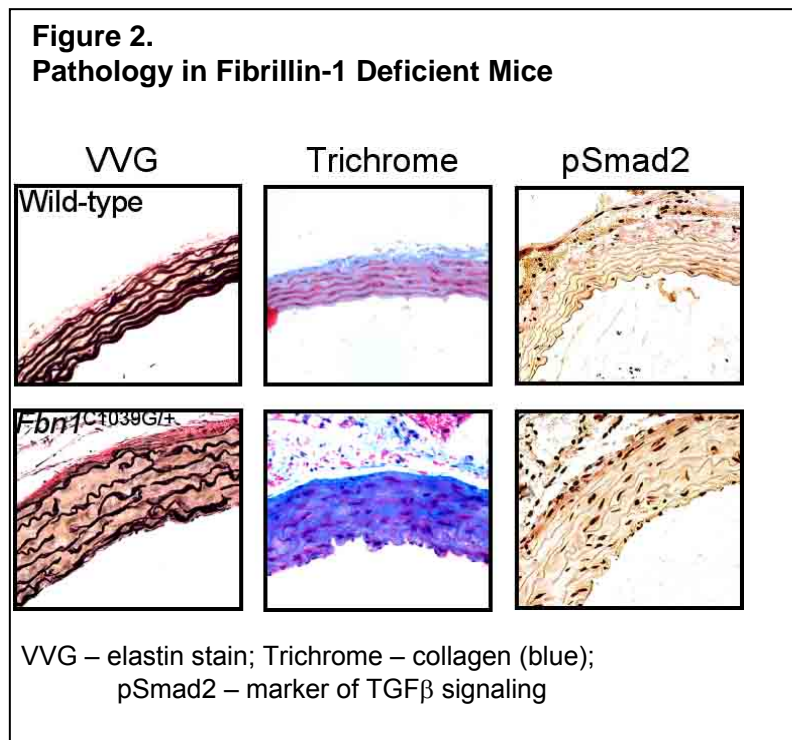 Figure 2.
Pathology in Fibrillin-1 Deficient Mice
VVG Trichrome pSmad2
Wild-type
Fbn1C1039G/+
VVG – elastin stain; Trichrome – collagen (blue);
pSmad2 – marker of TGFβ signaling